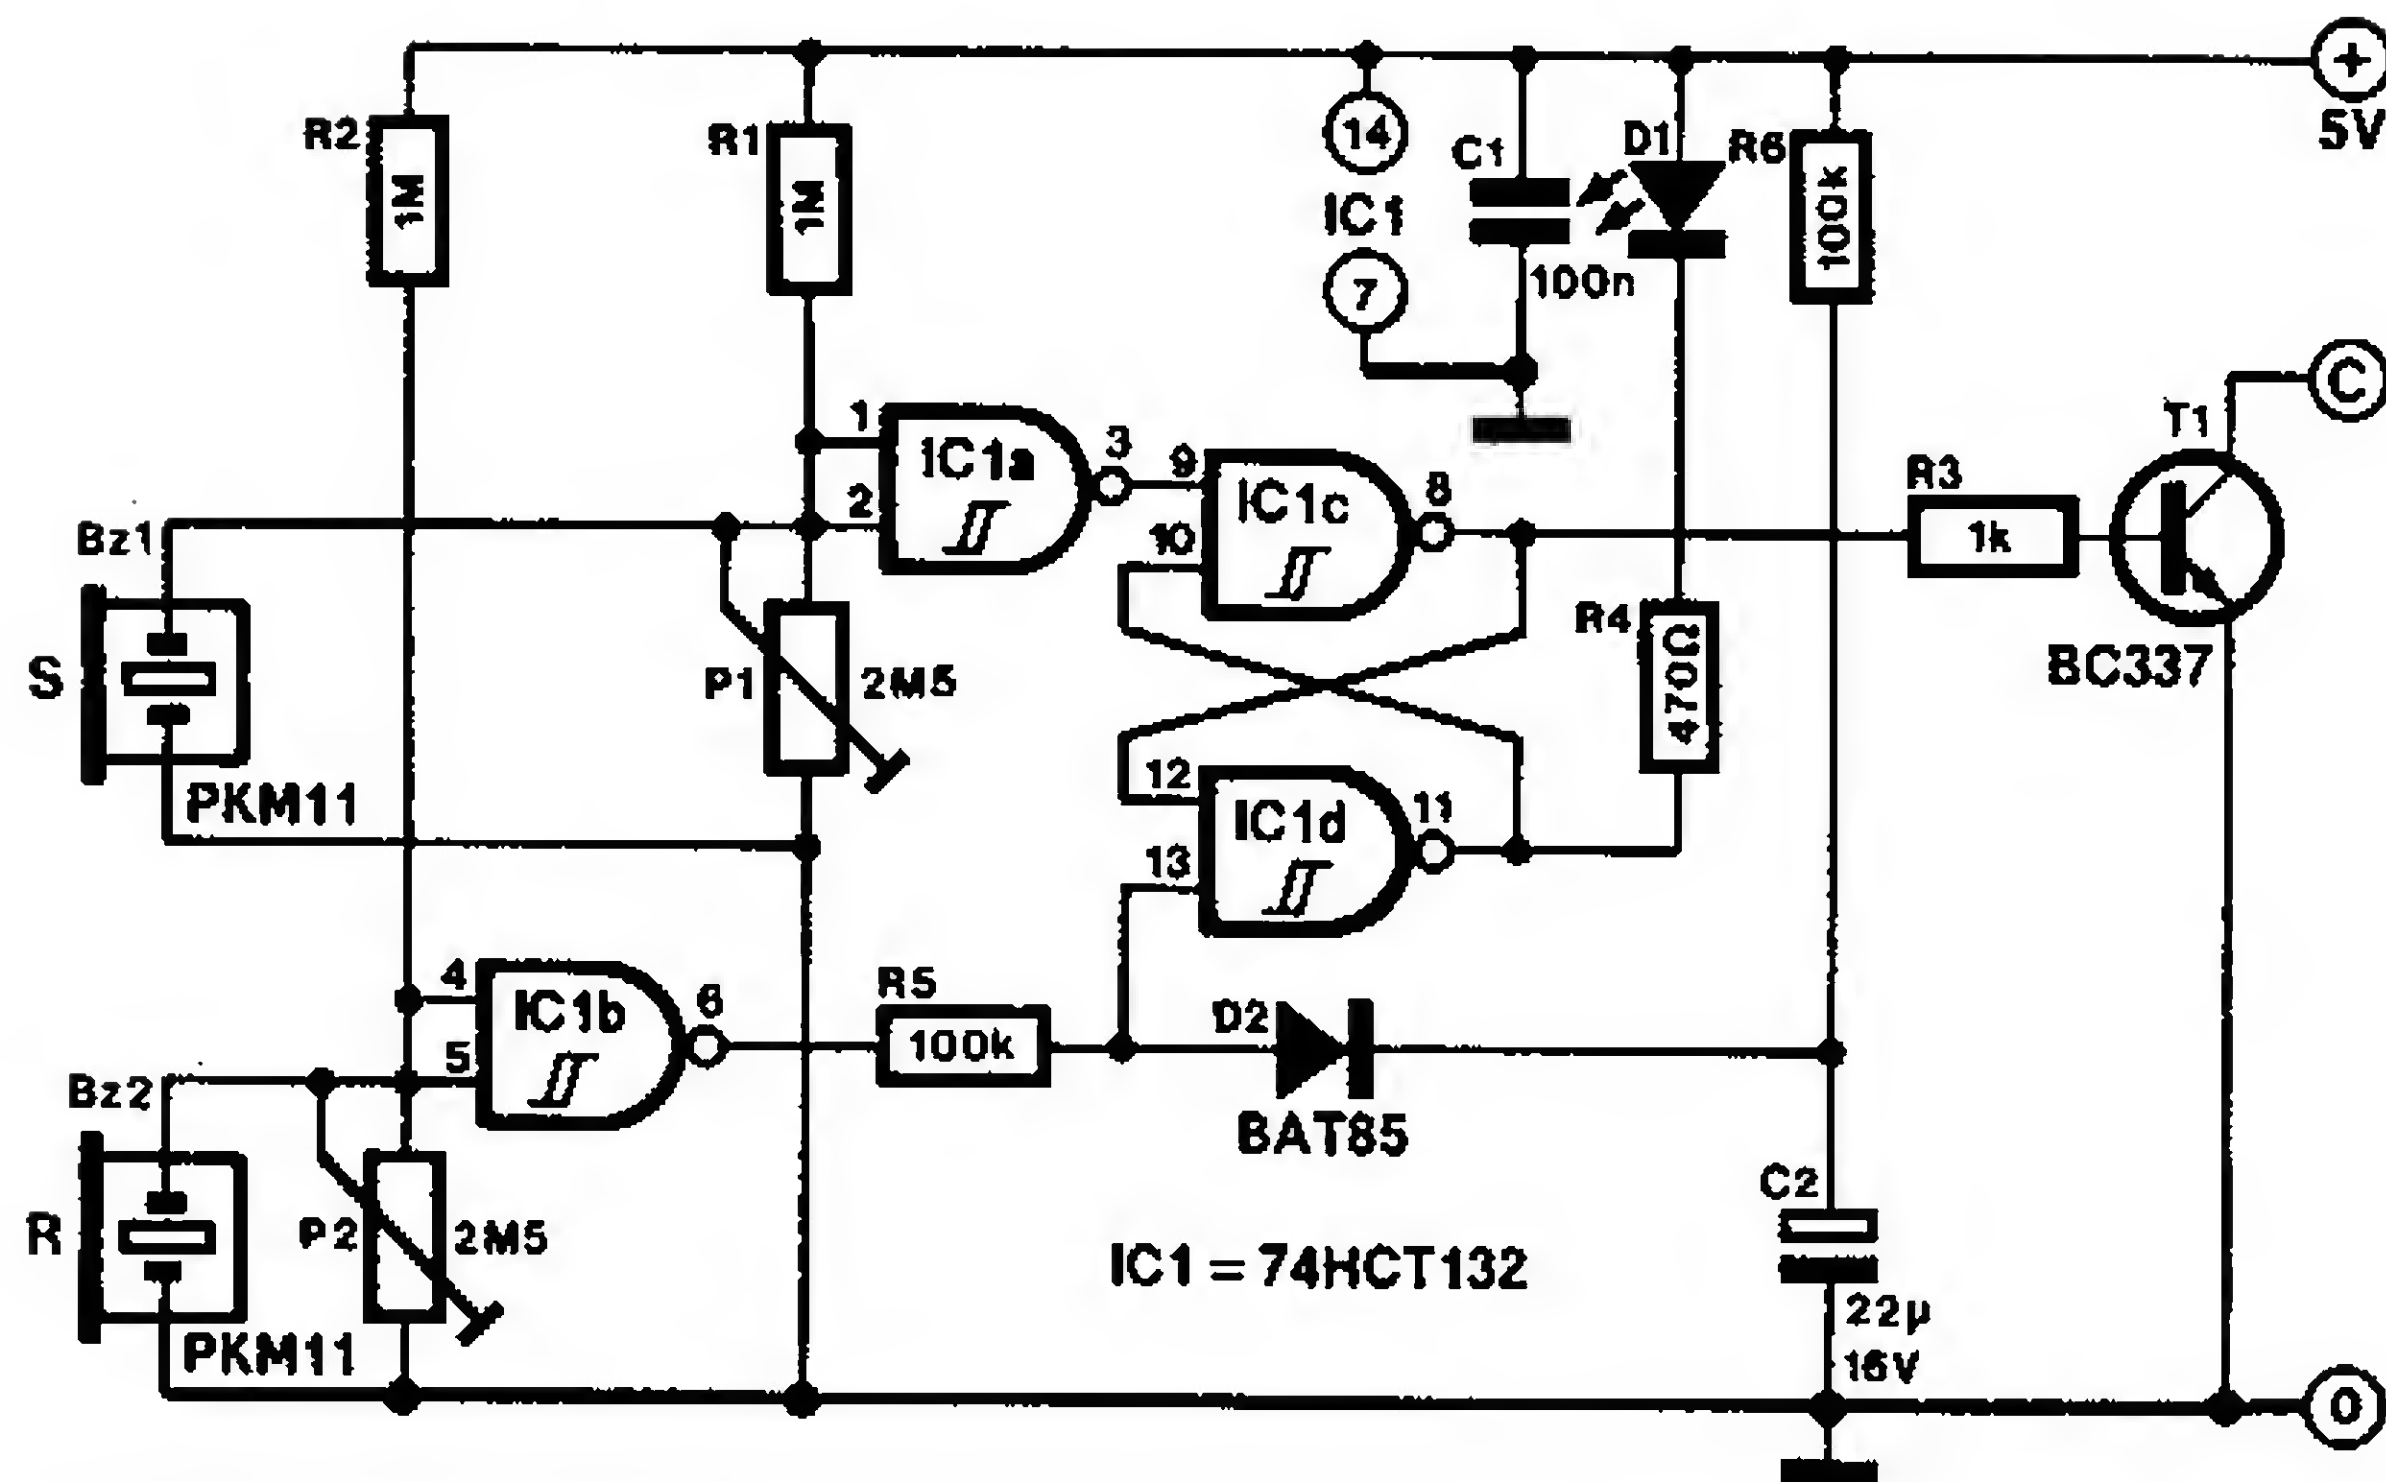 +
5V
R2
1M
R1
1M
14
IC1
7
C1
100n
D1
R6
100k
C
T1
BC337
R3
1k
1
2
IC1a
3
9
10
IC1c
8
Bz1
S
PKM11
P1
2M5
R4
470Ω
12
13
IC1d
11
4
5
IC1b
6
R5
100k
D2
BAT85
Bz2
R
PKM11
P2
2M5
IC1 = 74HCT132
C2
22µ
16V
0